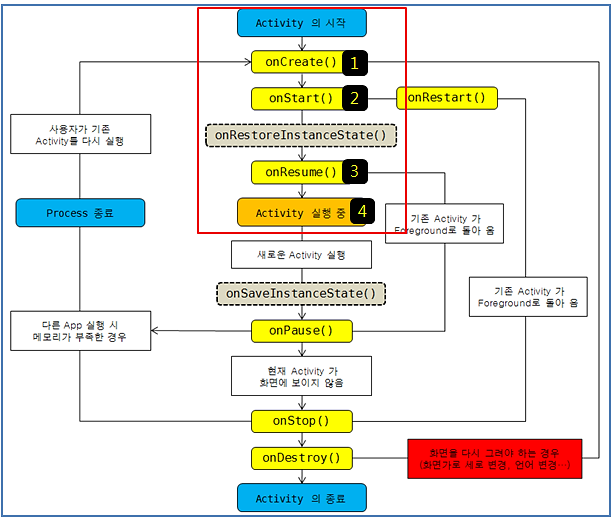 Activity 의 시작
onCreate()
1
onStart()
2
onRestart()
onRestoreInstanceState()
사용자가 기존
Activity를 다시 실행
onResume()
3
Process 종료
Activity 실행 중
4
기존 Activity 가
Foreground로 돌아 옴
새로운 Activity 실행
onSaveInstanceState()
기존 Activity 가
Foreground로 돌아 옴
다른 App 실행 시
메모리가 부족한 경우
onPause()
현재 Activity 가
화면에 보이지 않음
onStop()
onDestroy()
화면을 다시 그려야 하는 경우
(화면가로 세로 변경, 언어 변경…)
Activity 의 종료